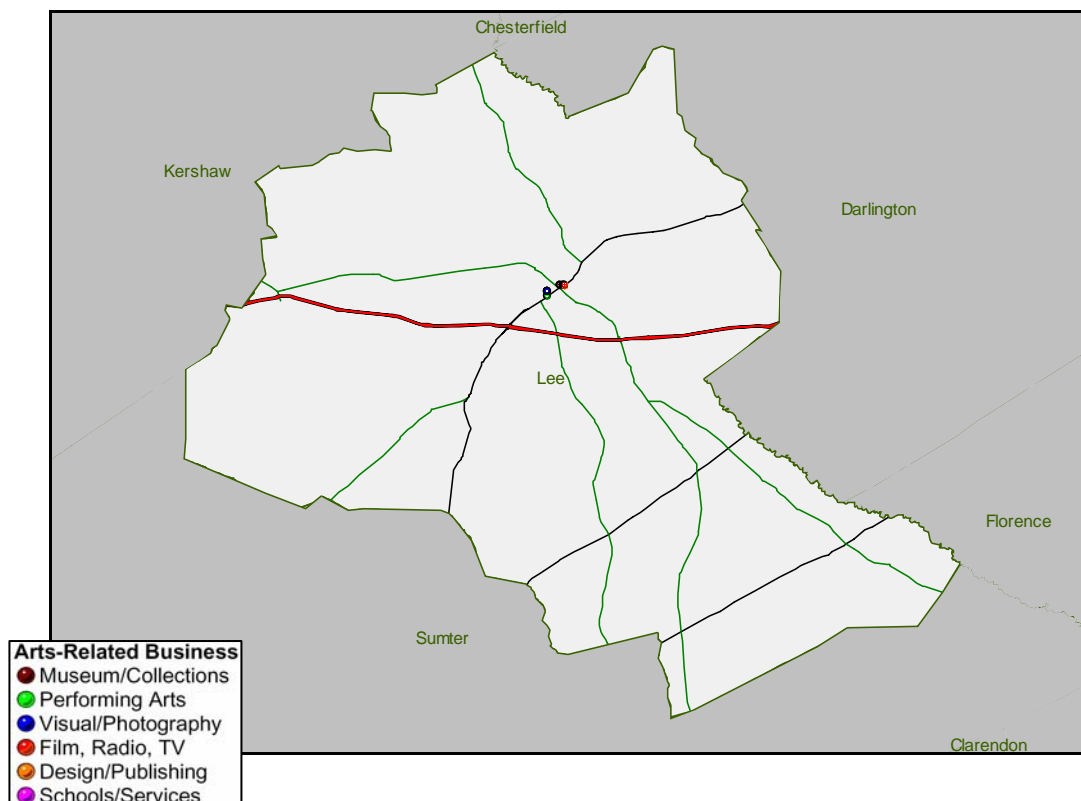 Chesterfield
Kershaw
Darlington
Lee
Florence
Sumter
Clarendon
Arts-Related Business
Museum/Collections
Performing Arts
Visual/Photography
Film, Radio, TV
Design/Publishing
Schools/Services